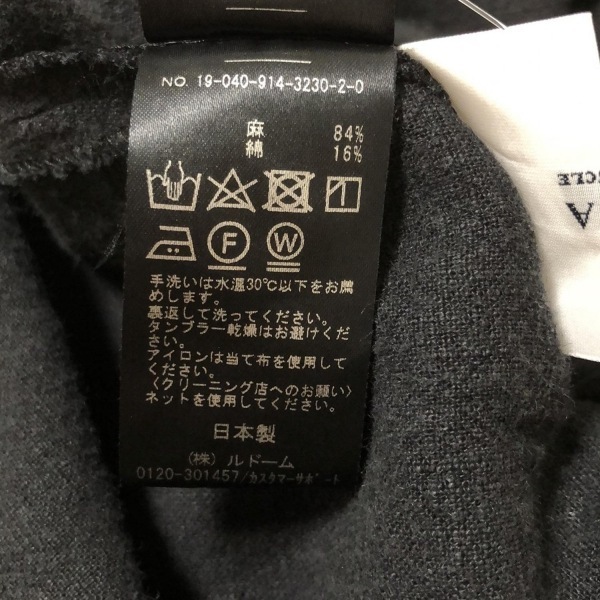 NO. 19-040-914-3230-2-0
麻 84%
綿 16%
F W
手洗いは水温30℃以下をお薦
めします。
裏返して洗ってください。
タンブラー乾燥はお避けくだ
さい。
アイロンは当て布を使用して
ください。
〈クリーニング店へのお願い〉
ネットを使用してください。
日本製
(株) ルドーム
0120-301457/カスタマーサポート
A
SCLE